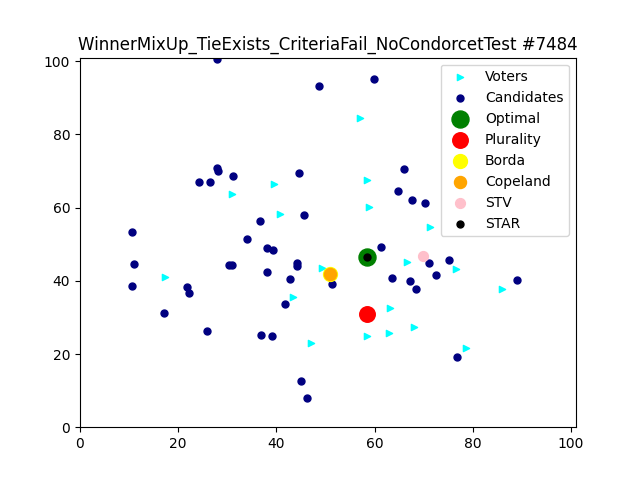 WinnerMixUp_TieExists_CriteriaFail_NoCondorcetTest #7484
100
80
60
40
20
0
0 20 40 60 80 100
Voters
Candidates
Optimal
Plurality
Borda
Copeland
STV
STAR